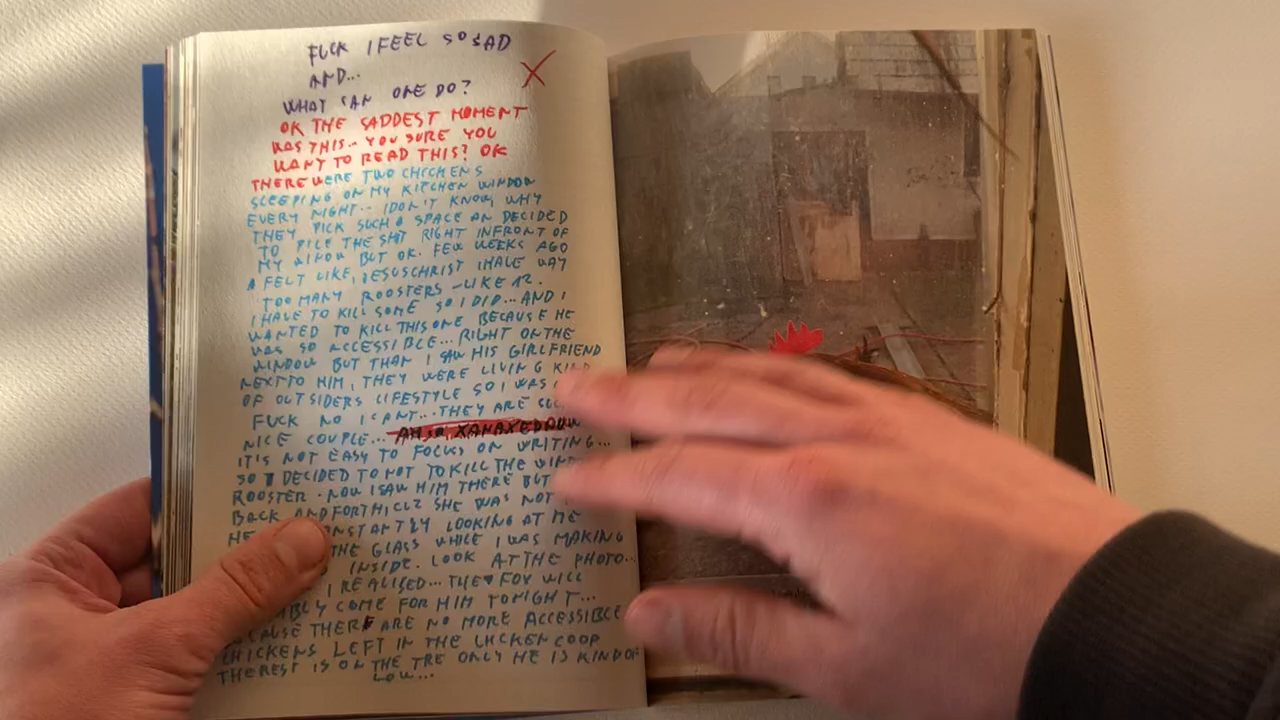 FUCK I FEEL SO SAD
AND...
WHAT CAN ONE DO?
OK THE SADDEST MOMENT
WAS THIS... YOU SURE YOU
WANT TO READ THIS? OK
THERE WERE TWO CHICKENS
SLEEPING ON MY KITCHEN WINDOW
EVERY NIGHT... I DON'T KNOW, WHY
THEY PICK SUCH A SPACE AN DECIDED
TO PILE THE SHIT RIGHT INFRONT OF
MY WINOW BUT OK. FEW WEEKS AGO
A FELT LIKE, JESUSCHRIST I HAVE WAY
TOO MANY ROOSTERS - LIKE 12.
I HAVE TO KILL SOME SO I DID... AND I
WANTED TO KILL THIS ONE BECAUSE HE
WAS SO ACCESSIBLE... RIGHT ON THE
WINDOW BUT THAN I SAW HIS GIRLFRIEND
NEXT TO HIM, THEY WERE LIVING KIND
OF OUTSIDERS LIFESTYLE SO I WAS
FUCK NO I CANT... THEY ARE
NICE COUPLE...
IT'S NOT EASY TO FOCUS ON WRITING...
SO I DECIDED TO NOT TO KILL THE
ROOSTER. NOW I SAW HIM THERE BUT
BACK AND FORTH SHE WAS NOT
LOOKING AT ME
THE GLASS WHILE I WAS MAKING
INSIDE. LOOK AT THE PHOTO...
I REALISED... THE FOX WILL
COME FOR HIM TONIGHT...
THERE ARE NO MORE ACCESSIBLE
CHICKENS LEFT IN THE CHCKEN COOP
THE REST IS ON THE TRE ONLY HE IS KIND OF
LOW...